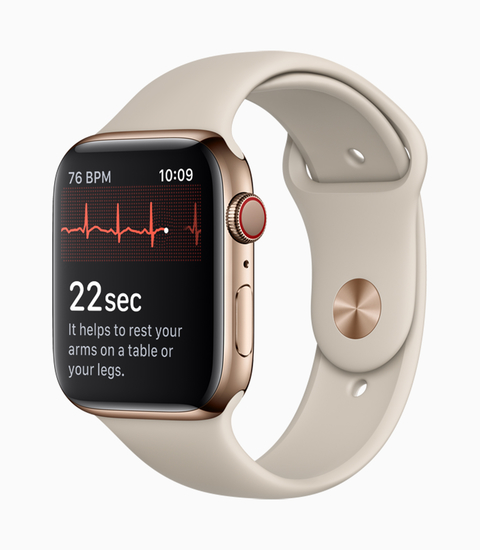 76 BPM 10:09
22sec
It helps to rest your
arms on a table or
your legs.